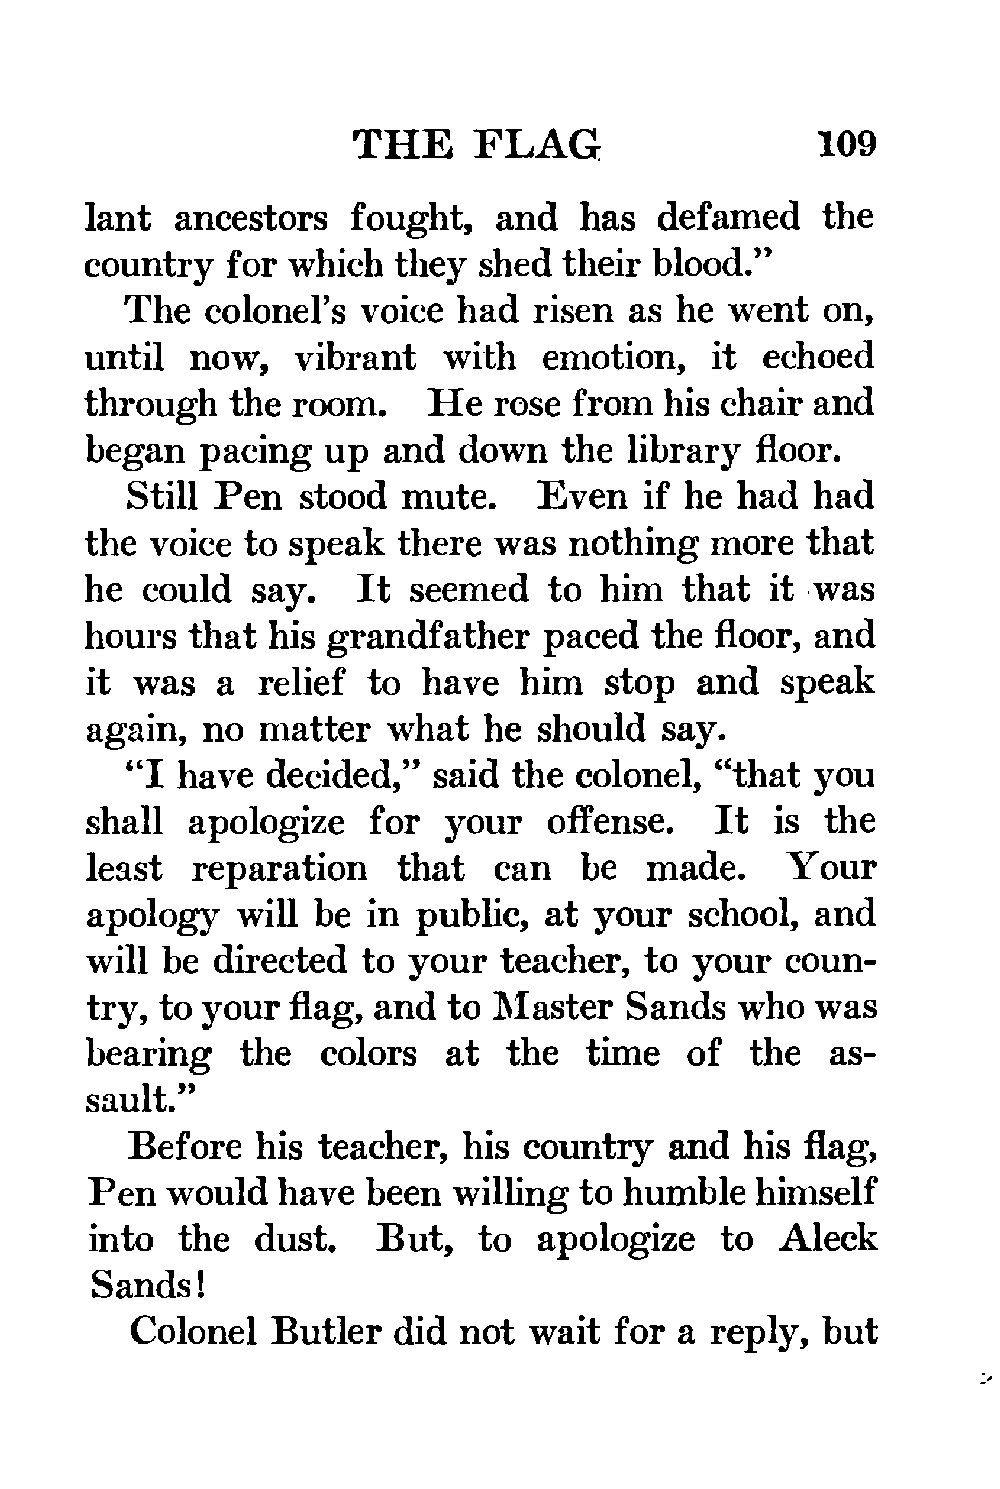 THE FLAG 109
lant ancestors fought, and has defamed the
country for which they shed their blood.”
The colonel’s voice had risen as he went on,
until now, vibrant with emotion, it echoed
through the room. He rose from his chair and
began pacing up and down the library floor.
Still Pen stood mute. Even if he had had
the voice to speak there was nothing more that
he could say. It seemed to him that it was
hours that his grandfather paced the floor, and
it was a relief to have him stop and speak
again, no matter what he should say.
“I have decided,” said the colonel, “that you
shall apologize for your offense. It is the
least reparation that can be made. Your
apology will be in public, at your school, and
will be directed to your teacher, to your coun-
try, to your flag, and to Master Sands who was
bearing the colors at the time of the as-
sault.”
Before his teacher, his country and his flag,
Pen would have been willing to humble himself
into the dust. But, to apologize to Aleck
Sands!
Colonel Butler did not wait for a reply, but